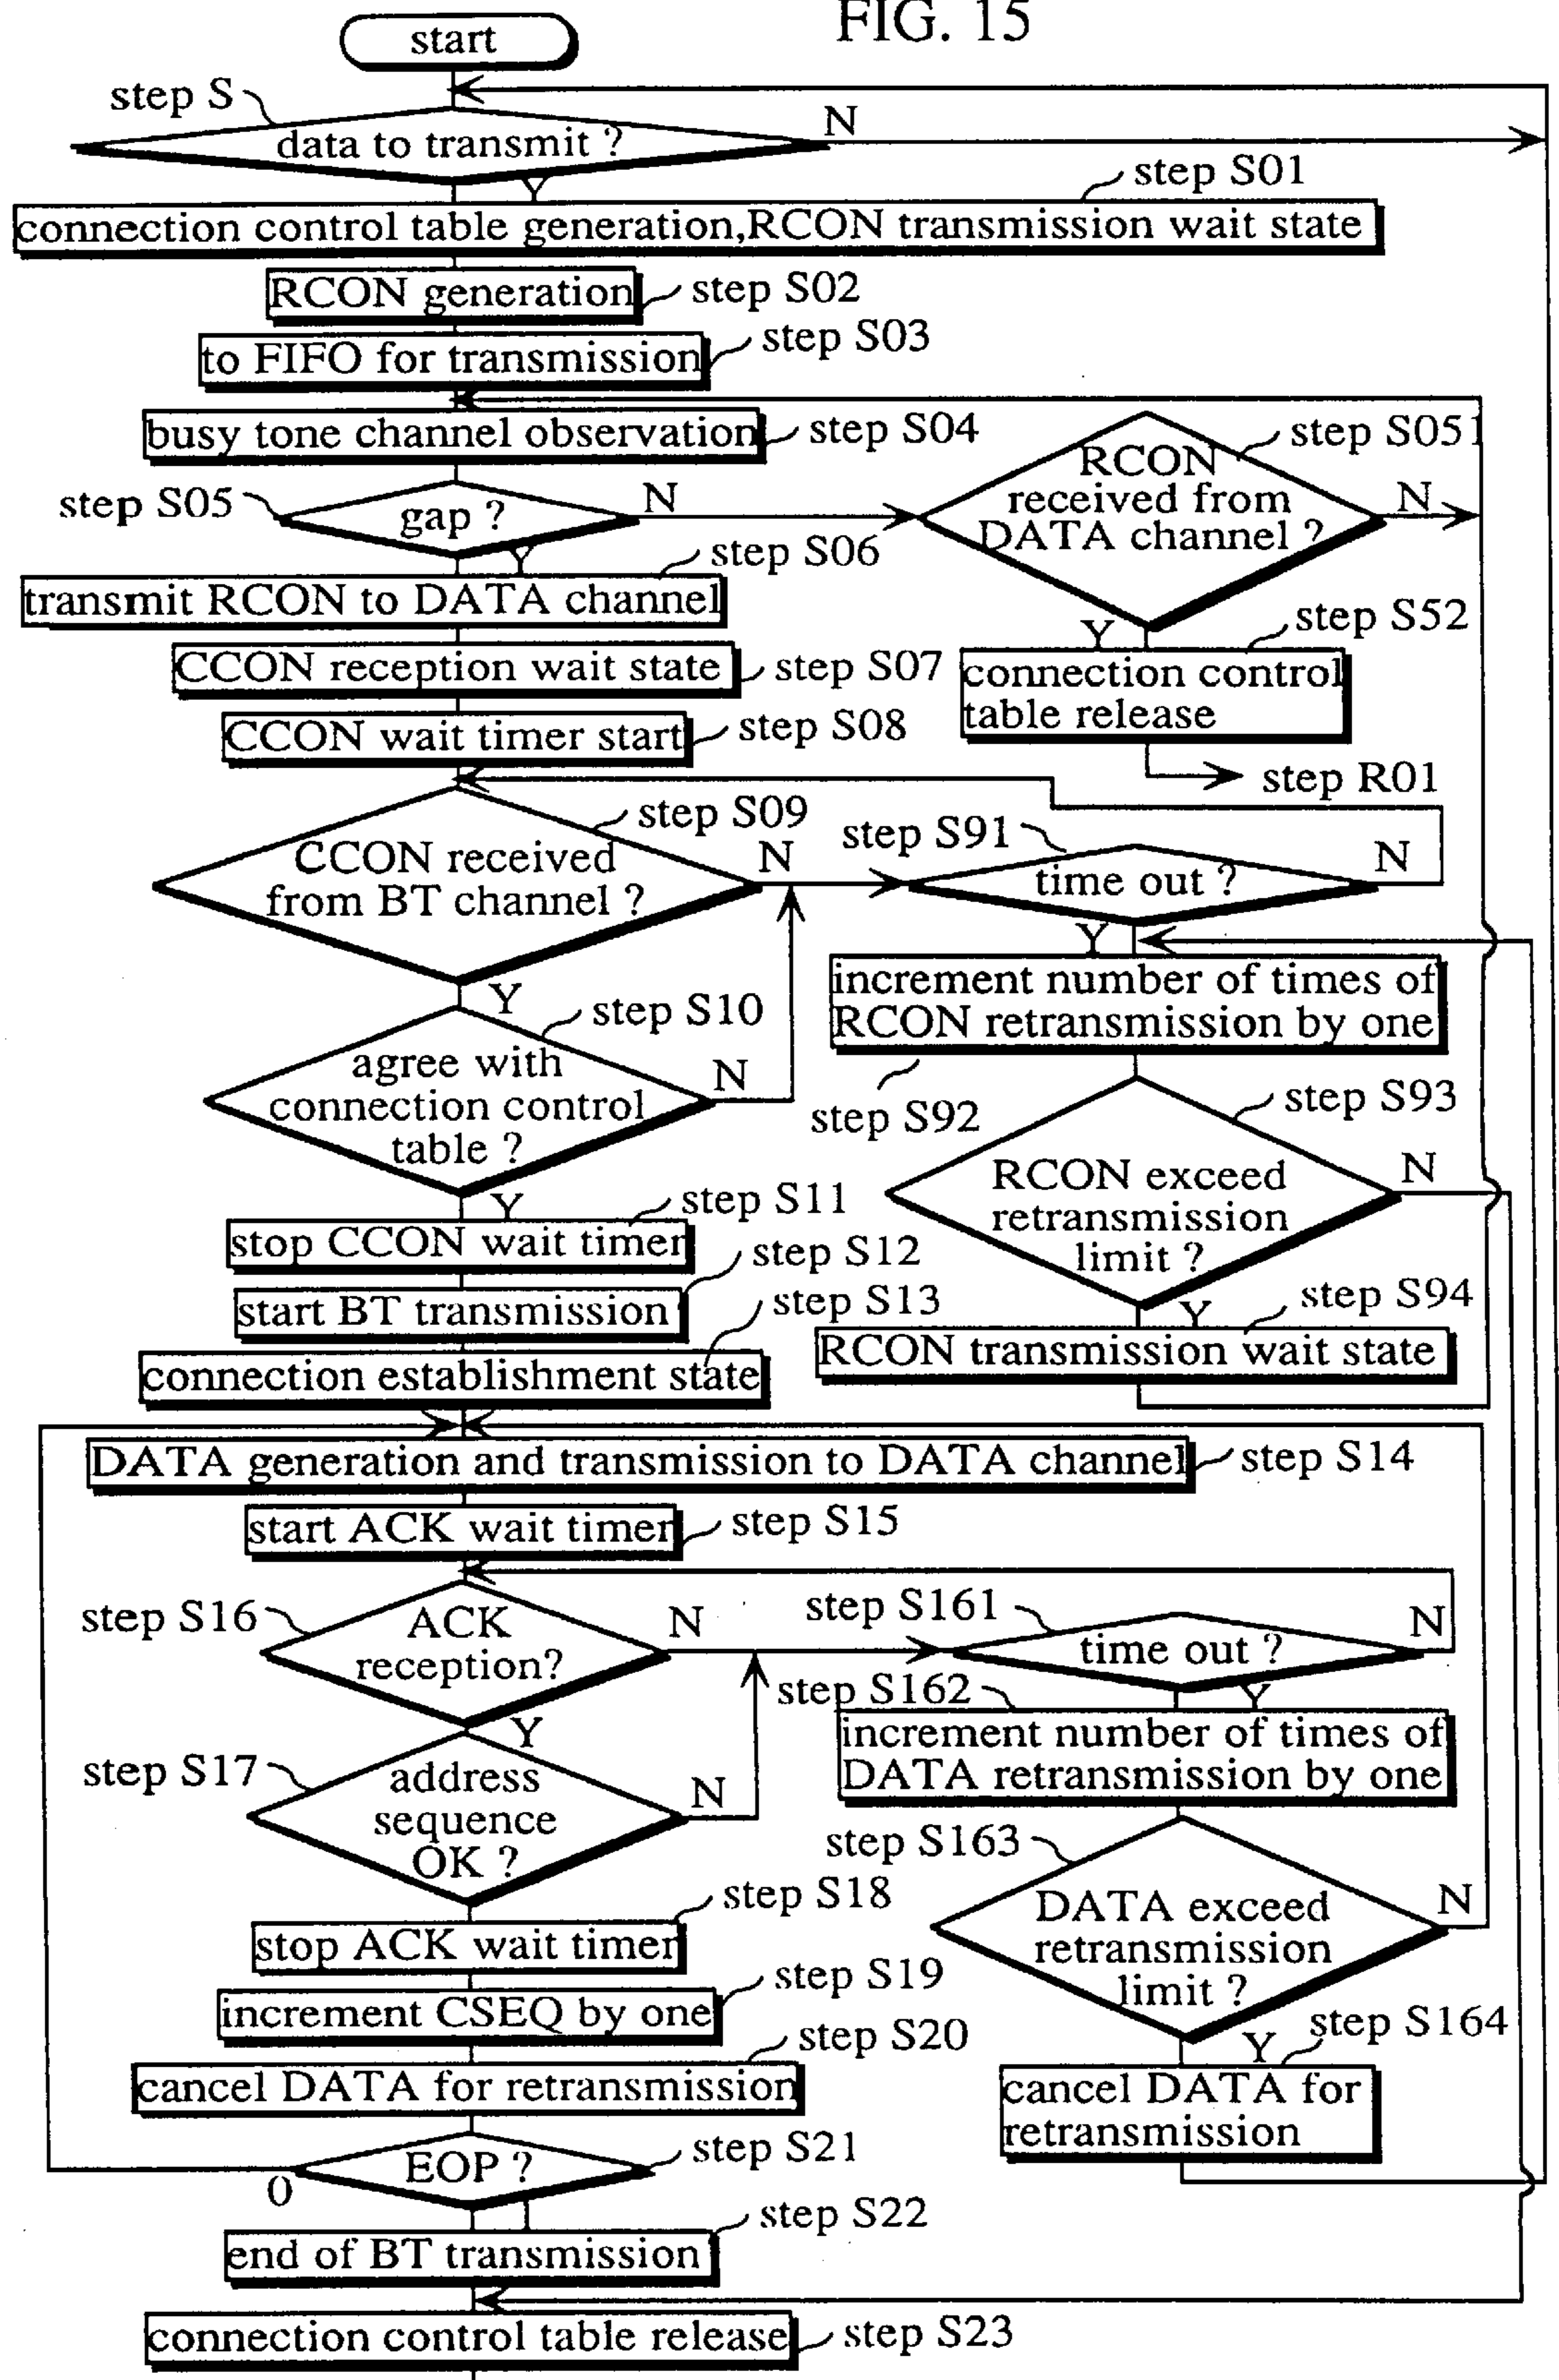 FIG. 15
start
step S
data to transmit ?
N
Y
step S01
connection control table generation,RCON transmission wait state
RCON generation
step S02
to FIFO for transmission
step S03
busy tone channel observation
step S04
step S05
gap ?
N
Y
step S051
RCON
received from
DATA channel ?
N
Y
step S06
transmit RCON to DATA channel
step S52
connection control
table release
step R01
CCON reception wait state
step S07
CCON wait timer start
step S08
step S09
CCON received
from BT channel ?
N
Y
step S91
time out ?
N
Y
increment number of times of
RCON retransmission by one
step S92
step S10
agree with
connection control
table ?
N
Y
step S93
RCON exceed
retransmission
limit ?
N
Y
step S94
RCON transmission wait state
step S11
stop CCON wait timer
step S12
start BT transmission
step S13
connection establishment state
DATA generation and transmission to DATA channel
step S14
start ACK wait timer
step S15
step S16
ACK
reception?
N
Y
step S161
time out ?
N
Y
step S162
increment number of times of
DATA retransmission by one
step S17
address
sequence
OK ?
N
step S163
DATA exceed
retransmission
limit ?
N
Y
step S164
cancel DATA for
retransmission
step S18
stop ACK wait timer
step S19
increment CSEQ by one
step S20
cancel DATA for retransmission
step S21
EOP ?
0
step S22
end of BT transmission
connection control table release
step S23